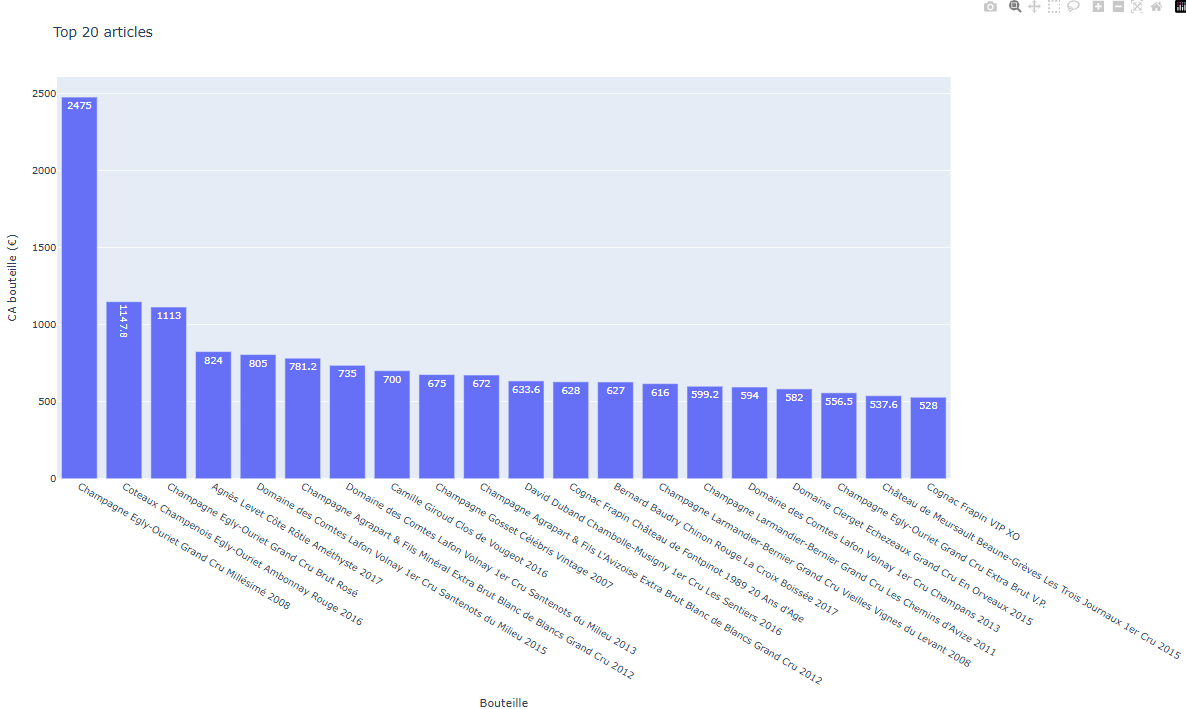 Top 20 articles
CA bouteille (€)
2500
2000
1500
1000
500
0
2475
1147.8
1113
824
805
781.2
735
700
675
672
633.6
628
627
616
599.2
594
582
556.5
537.6
528
Champagne Egly-Ouriet Grand Cru Millésimé 2008
Coteaux Champenois Egly-Ouriet Ambonnay Rouge 2016
Champagne Egly-Ouriet Grand Cru Brut Rosé
Agnès Levet Côte Rôtie Améthyste 2017
Domaine des Comtes Lafon Volnay 1er Cru Santenots du Milieu 2015
Champagne Agrapart & Fils Minéral Extra Brut Blanc de Blancs Grand Cru 2012
Domaine des Comtes Lafon Volnay 1er Cru Santenots du Milieu 2013
Camille Giroud Clos de Vougeot 2016
Champagne Gosset Célébris Vintage 2007
Champagne Agrapart & Fils L'Avizoise Extra Brut Blanc de Blancs Grand Cru 2012
David Duband Chambolle-Musigny 1er Cru Les Sentiers 2016
Cognac Frapin Château de Fontpinot 1989 20 Ans d'Age
Bernard Baudry Chinon Rouge La Croix Boissée 2017
Champagne Larmandier-Bernier Grand Cru Vieilles Vignes du Levant 2008
Champagne Larmandier-Bernier Grand Cru Les Chemins d'Avize 2011
Domaine des Comtes Lafon Volnay 1er Cru Champans 2013
Domaine Clerget Echezeaux Grand Cru En Orveaux 2015
Champagne Egly-Ouriet Grand Cru Extra Brut V.P.
Château de Meursault Beaune-Grèves Les Trois Journaux 1er Cru 2015
Cognac Frapin VIP XO
Bouteille